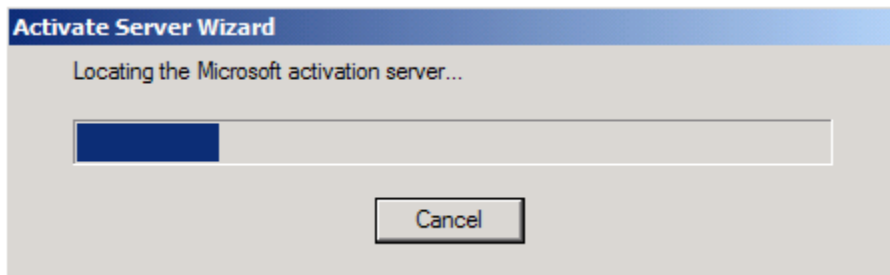 Activate Server Wizard
Locating the Microsoft activation server...
Cancel